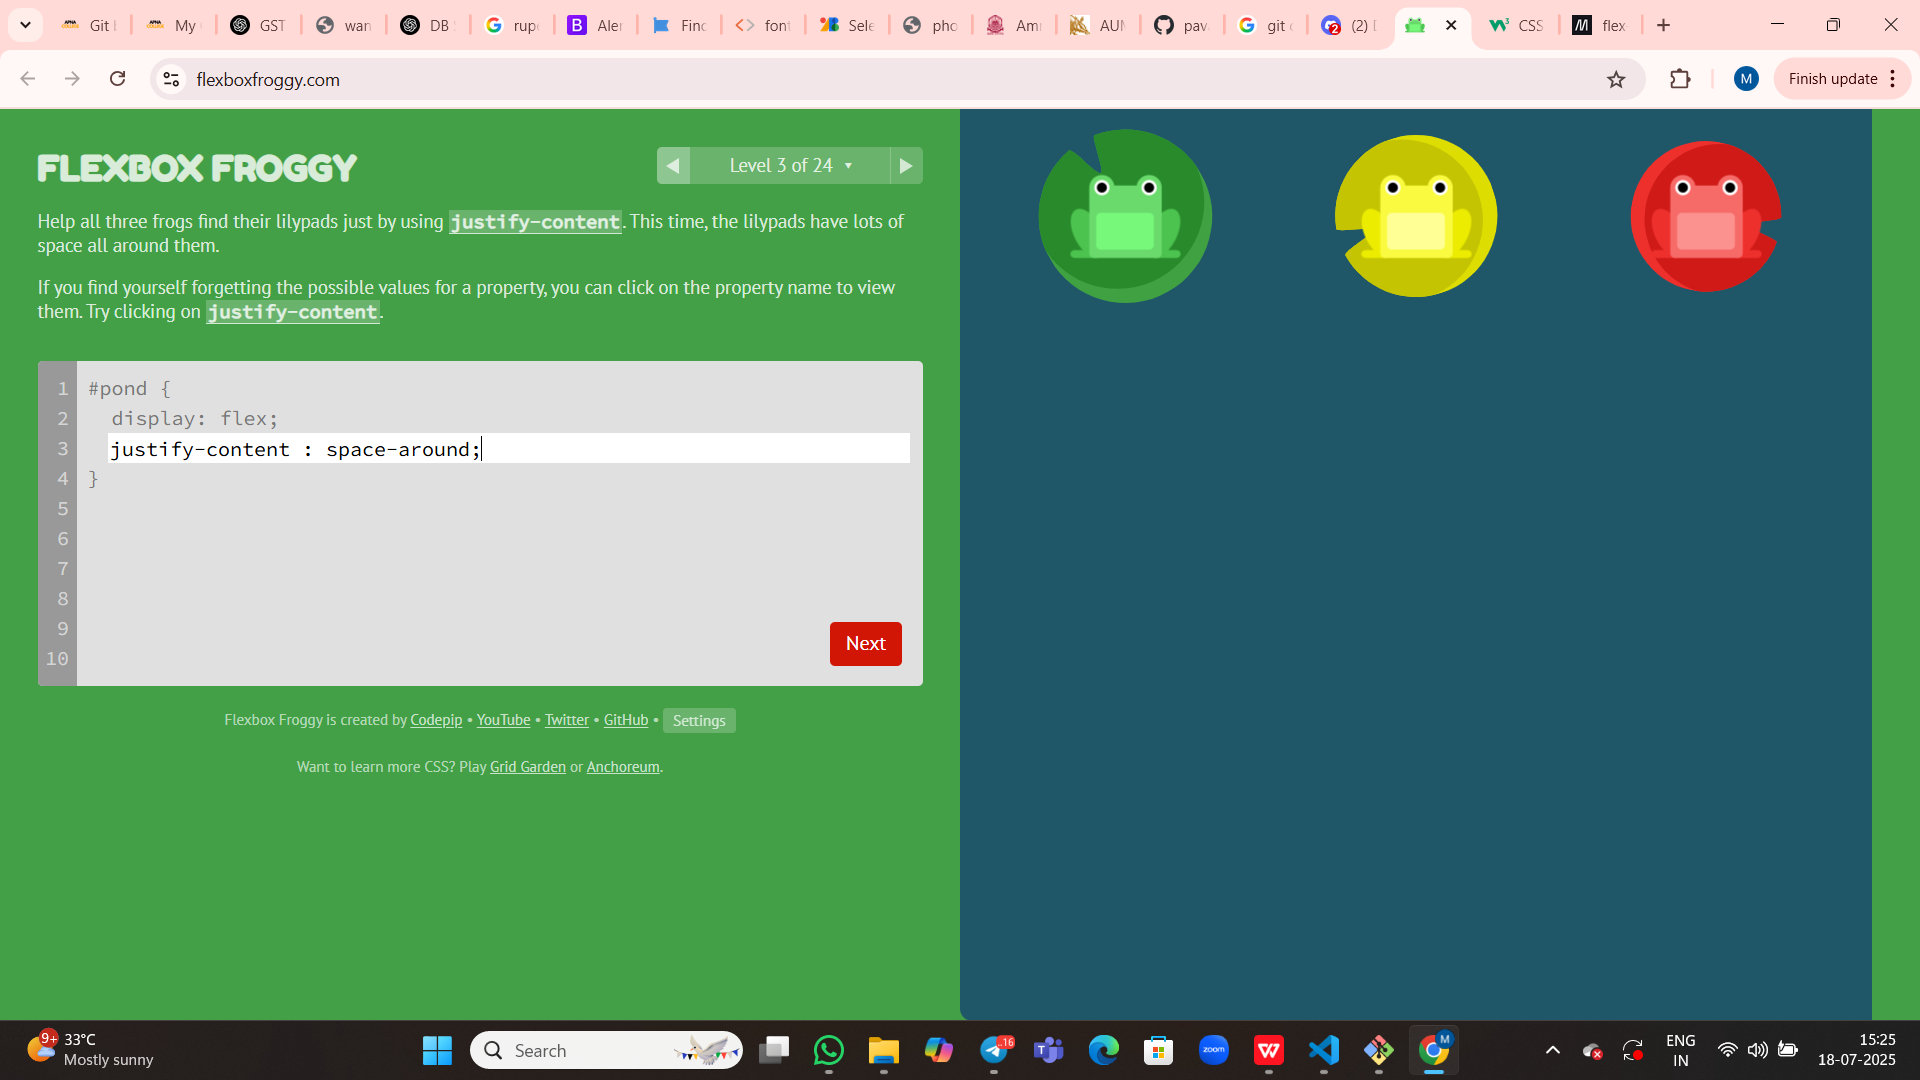 Git
My
GST
wan
DB
rup
Aler
Finc
font
Sele
pho
Am
AUM
pav
git
(2)
CSS
flex
flexboxfroggy.com
M
Finish update
FLEXBOX FROGGY
Level 3 of 24
Help all three frogs find their lilypads just by using justify-content. This time, the lilypads have lots of
space all around them.
If you find yourself forgetting the possible values for a property, you can click on the property name to view
them. Try clicking on justify-content.
1 #pond {
2 display: flex;
3 justify-content : space-around;
4 }
5
6
7
8
9
10
Next
Flexbox Froggy is created by Codepip • YouTube • Twitter • GitHub • Settings
Want to learn more CSS? Play Grid Garden or Anchoreum.
9+
33°C
Mostly sunny
Search
..16
zoom
M
ENG
IN
15:25
18-07-2025